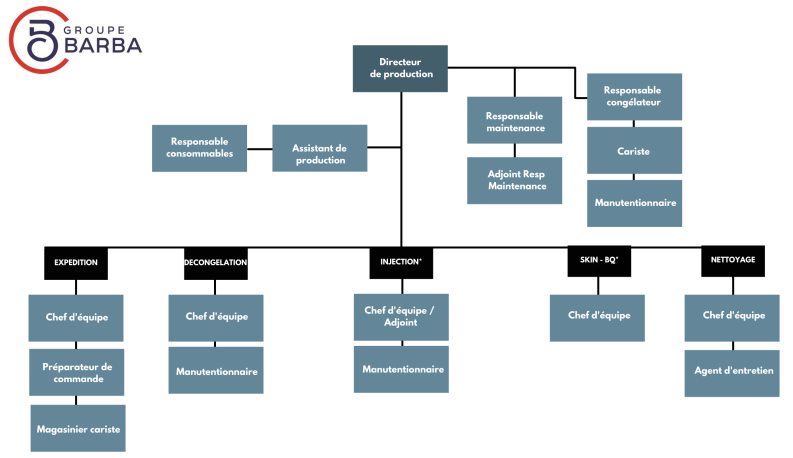 GROUPE
BARBA
Directeur
de production
Responsable
congélateur
Responsable
maintenance
Responsable
consommables
Assistant de
production
Cariste
Adjoint Resp
Maintenance
Manutentionnaire
EXPEDITION
DECONGELATION
INJECTION*
SKIN - BQ*
NETTOYAGE
Chef d'équipe
Chef d'équipe
Chef d'équipe /
Adjoint
Chef d'équipe
Chef d'équipe
Préparateur de
commande
Manutentionnaire
Manutentionnaire
Agent d'entretien
Magasinier cariste